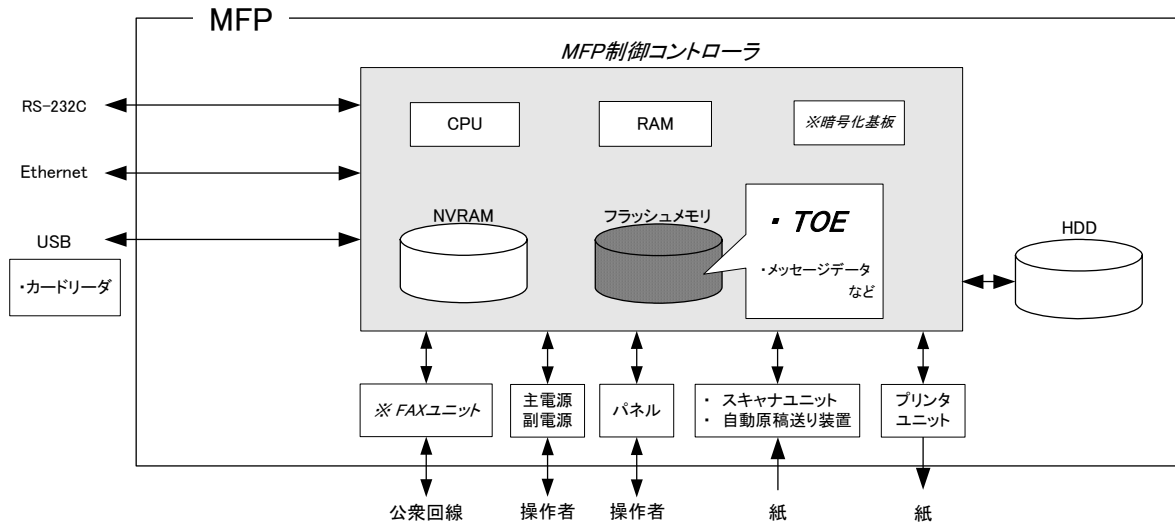 MFP
MFP制御コントローラ
RS-232C
CPU
RAM
※暗号化基板
Ethernet
NVRAM
フラッシュメモリ
・ TOE
・メッセージデータ
など
USB
・カードリーダ
HDD
※ FAXユニット
主電源
副電源
パネル
・ スキャナユニット
・ 自動原稿送り装置
プリンタ
ユニット
公衆回線
操作者
操作者
紙
紙